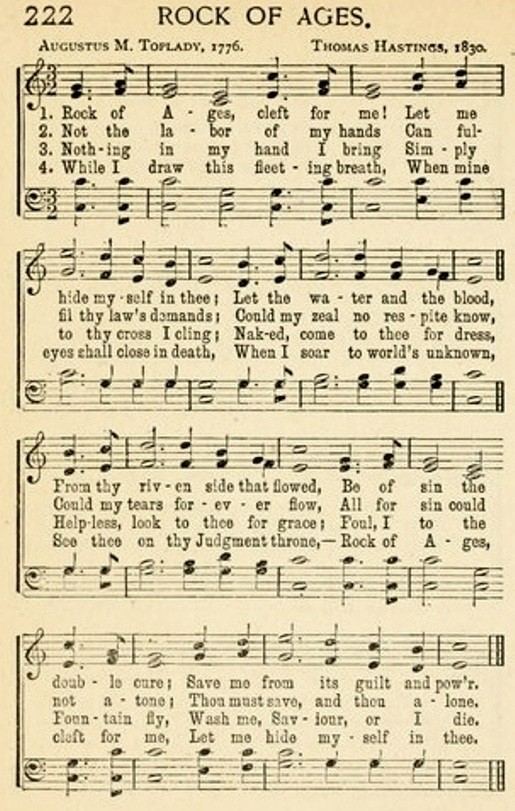 222 ROCK OF AGES.
AUGUSTUS M. TOPLADY, 1776. THOMAS HASTINGS, 1830.
1. Rock of A - ges, cleft for me! Let me
2. Not the la - bor of my hands Can ful-
3. Noth-ing in my hand I bring Sim - ply
4. While I draw this fleet - ing breath, When mine
hide my - self in thee; Let the wa - ter and the blood,
fil thy law's demands; Could my zeal no res - pite know,
to thy cross I cling; Nak-ed, come to thee for dress,
eyes shall close in death, When I soar to world's unknown,
From thy riv - en side that flowed, Be of sin the
Could my tears for - ev - er flow, All for sin could
Help-less, look to thee for grace; Foul, I to the
See thee on thy Judgment throne,— Rock of A - ges,
doub - le cure; Save me from its guilt and pow'r.
not a - tone; Thou must save, and thou a - lone.
Foun - tain fly, Wash me, Sav - iour, or I die.
cleft for me, Let me hide my - self in thee.